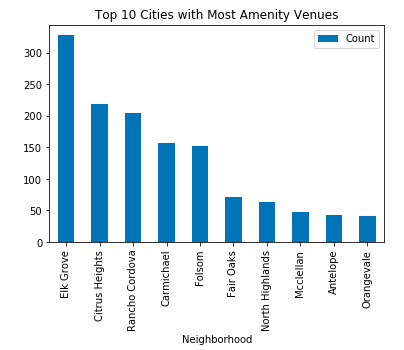 Top 10 Cities with Most Amenity Venues
Count
300
250
200
150
100
50
0
Elk Grove
Citrus Heights
Rancho Cordova
Carmichael
Folsom
Fair Oaks
North Highlands
Mcclellan
Antelope
Orangevale
Neighborhood